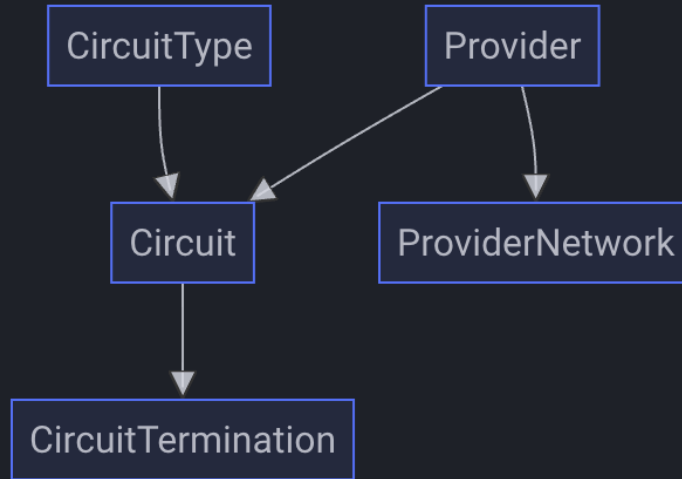 CircuitType
Provider
Circuit
ProviderNetwork
CircuitTermination